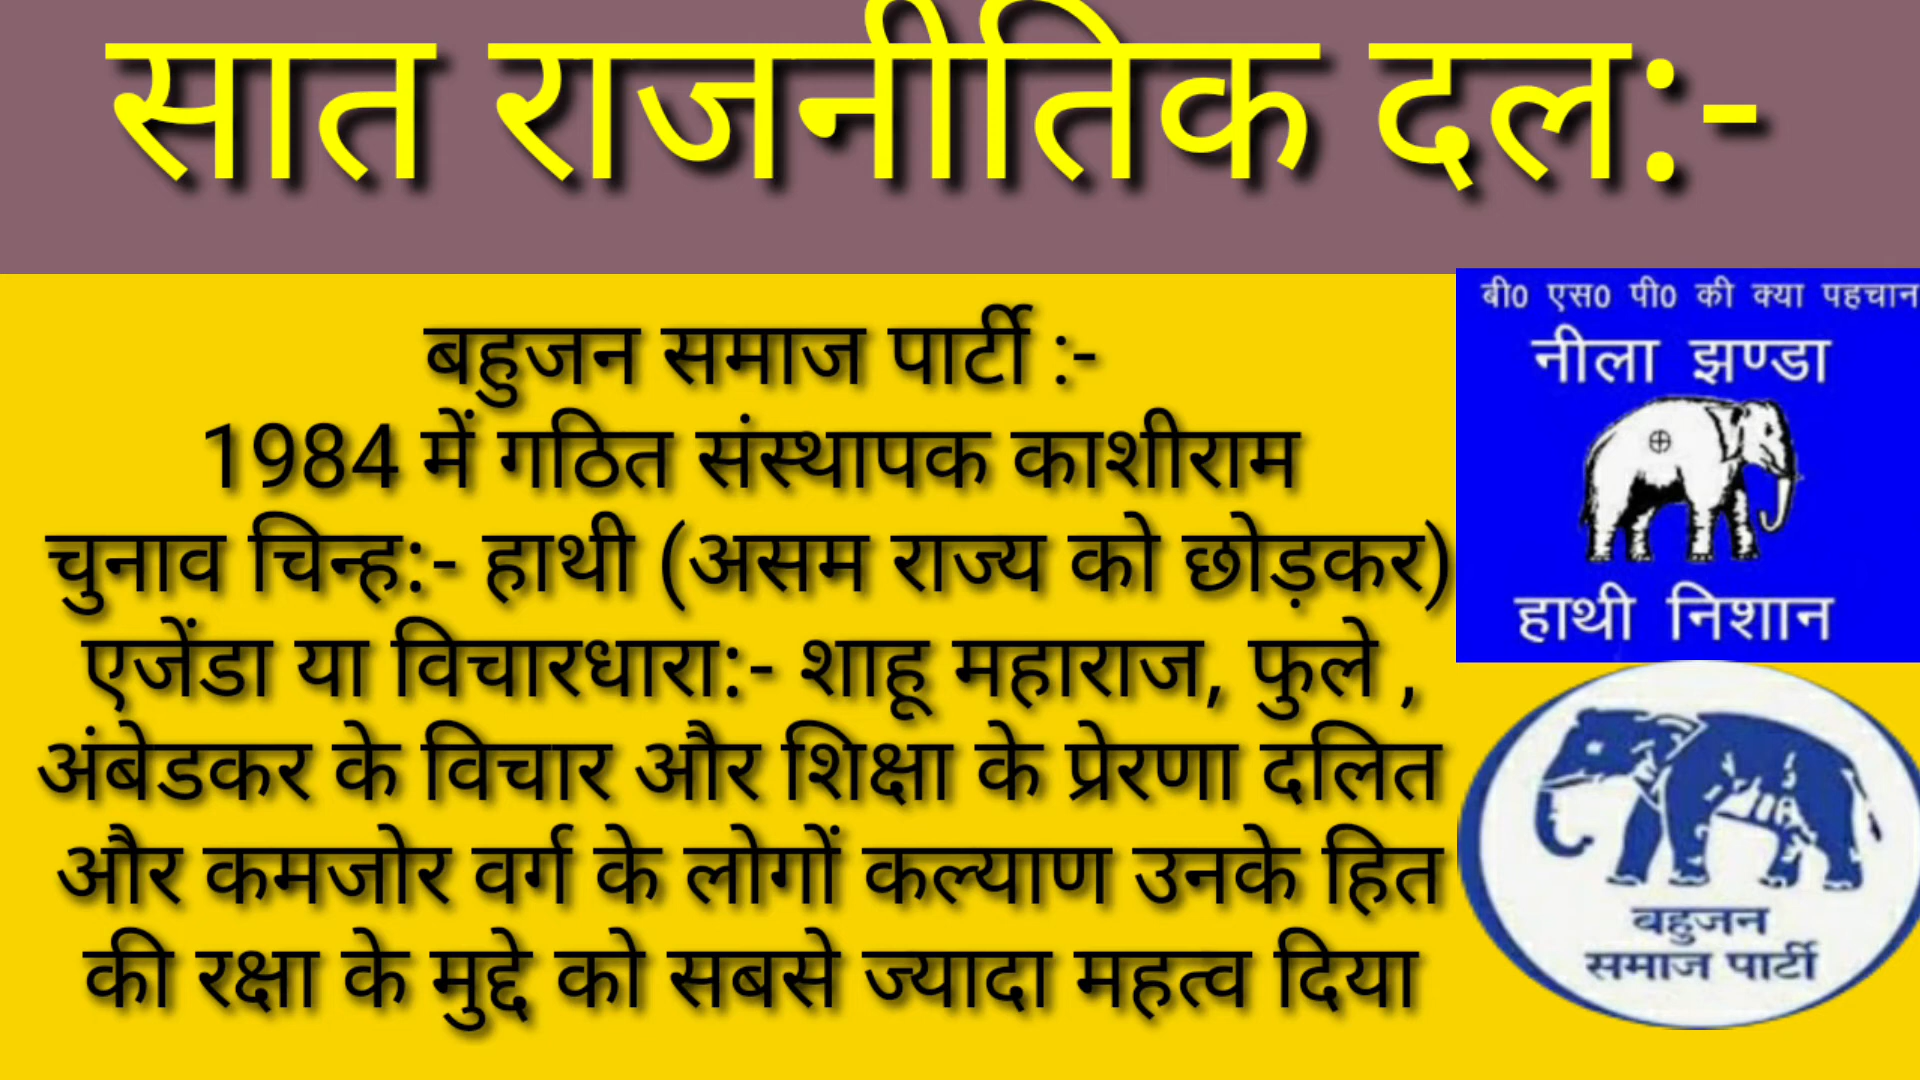 सात राजनीतिक दल:-
बहुजन समाज पार्टी :-
1984 में गठित संस्थापक काशीराम
चुनाव चिन्ह:- हाथी (असम राज्य को छोड़कर)
एजेंडा या विचारधारा:- शाहू महाराज, फुले ,
अंबेडकर के विचार और शिक्षा के प्रेरणा दलित
और कमजोर वर्ग के लोगों कल्याण उनके हित
की रक्षा के मुद्दे को सबसे ज्यादा महत्व दिया
बी0 एस0 पी0 की क्या पहचान
नीला झण्डा
हाथी निशान
बहुजन
समाज पार्टी